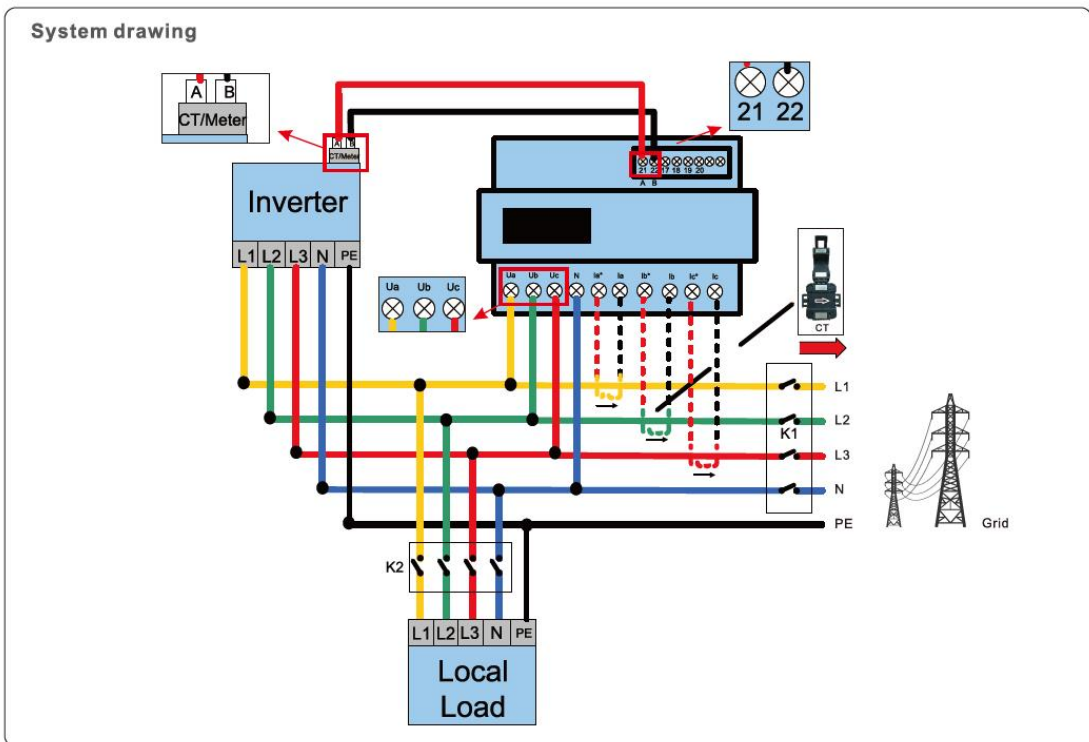 System drawing
A B
CT/Meter
21 22
A B
CT/Meter
21 22 17 18 19 20
A B
Inverter
L1 L2 L3 N PE
Ua Ub Uc
Ua Ub Uc N Ia* Ia Ib* Ib Ic* Ic
CT
L1
L2
K1
L3
N
PE
Grid
K2
L1 L2 L3 N PE
Local
Load